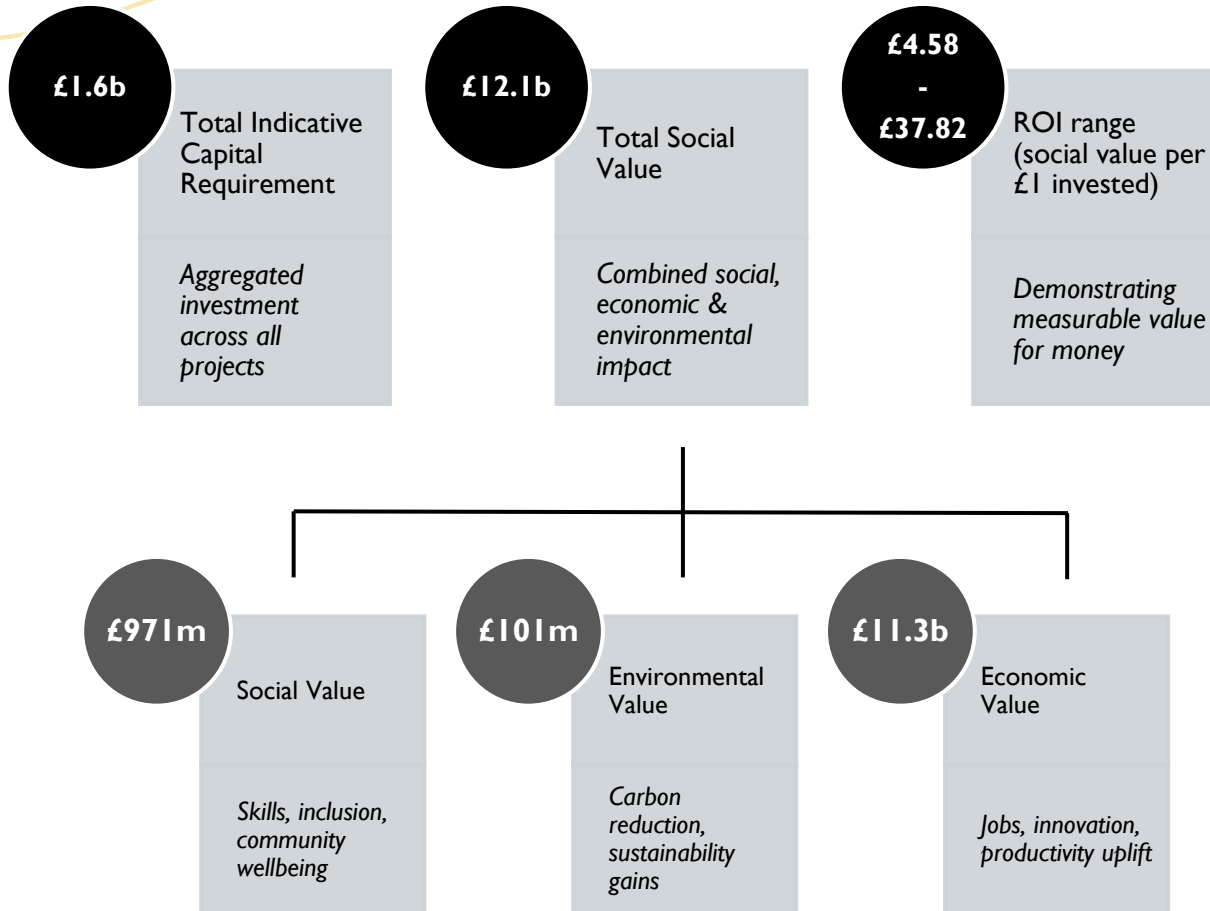 £1.6b
Total Indicative
Capital
Requirement
Aggregated
investment
across all
projects
£12.1b
Total Social
Value
Combined social,
economic &
environmental
impact
£4.58
-
£37.82
ROI range
(social value per
£1 invested)
Demonstrating
measurable value
for money
£971m
Social Value
Skills, inclusion,
community
wellbeing
£101m
Environmental
Value
Carbon
reduction,
sustainability
gains
£11.3b
Economic
Value
Jobs, innovation,
productivity uplift